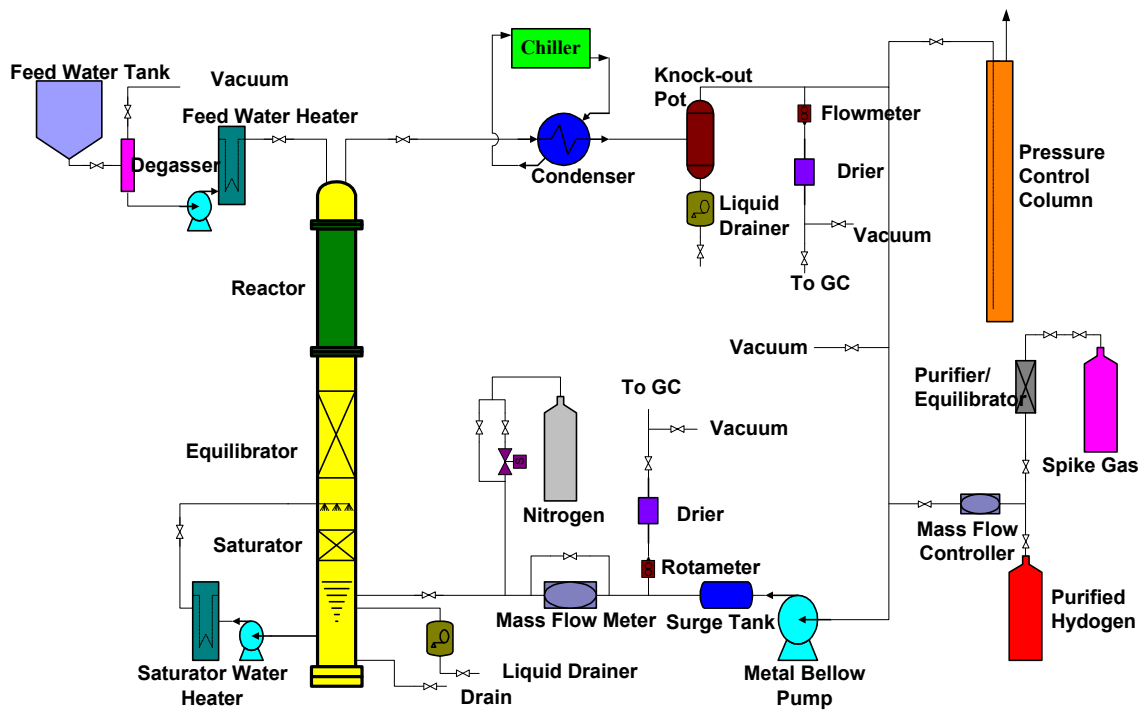 Feed Water Tank
Vacuum
Feed Water Heater
Degasser
Chiller
Condenser
Knock-out
Pot
Liquid
Drainer
Flowmeter
Drier
Vacuum
To GC
Pressure
Control
Column
Reactor
Vacuum
Purifier/
Equilibrator
Spike Gas
To GC
Vacuum
Equilibrator
Nitrogen
Drier
Saturator
Mass Flow
Controller
Rotameter
Purified
Hydogen
Mass Flow Meter
Surge Tank
S
Saturator Water
Heater
Liquid Drainer
Drain
Metal Bellow
Pump